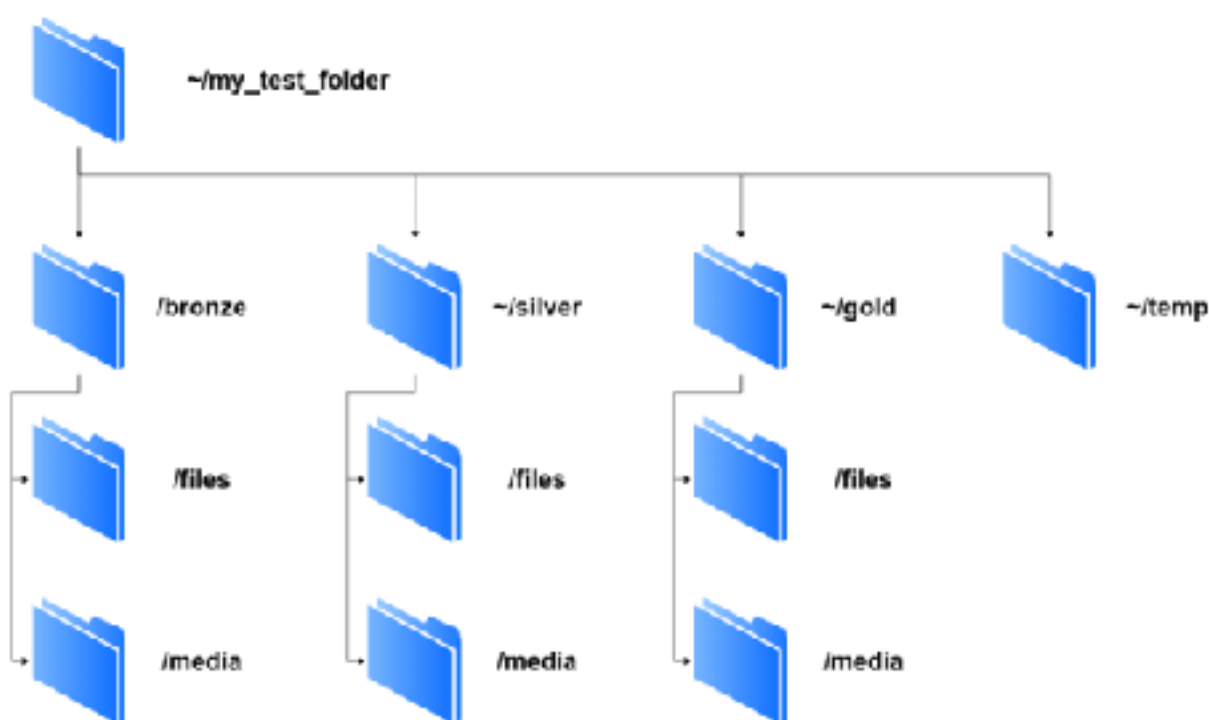 ~/my_test_folder
/bronze
~/silver
~/gold
~/temp
/files
/files
/files
/media
/media
/media